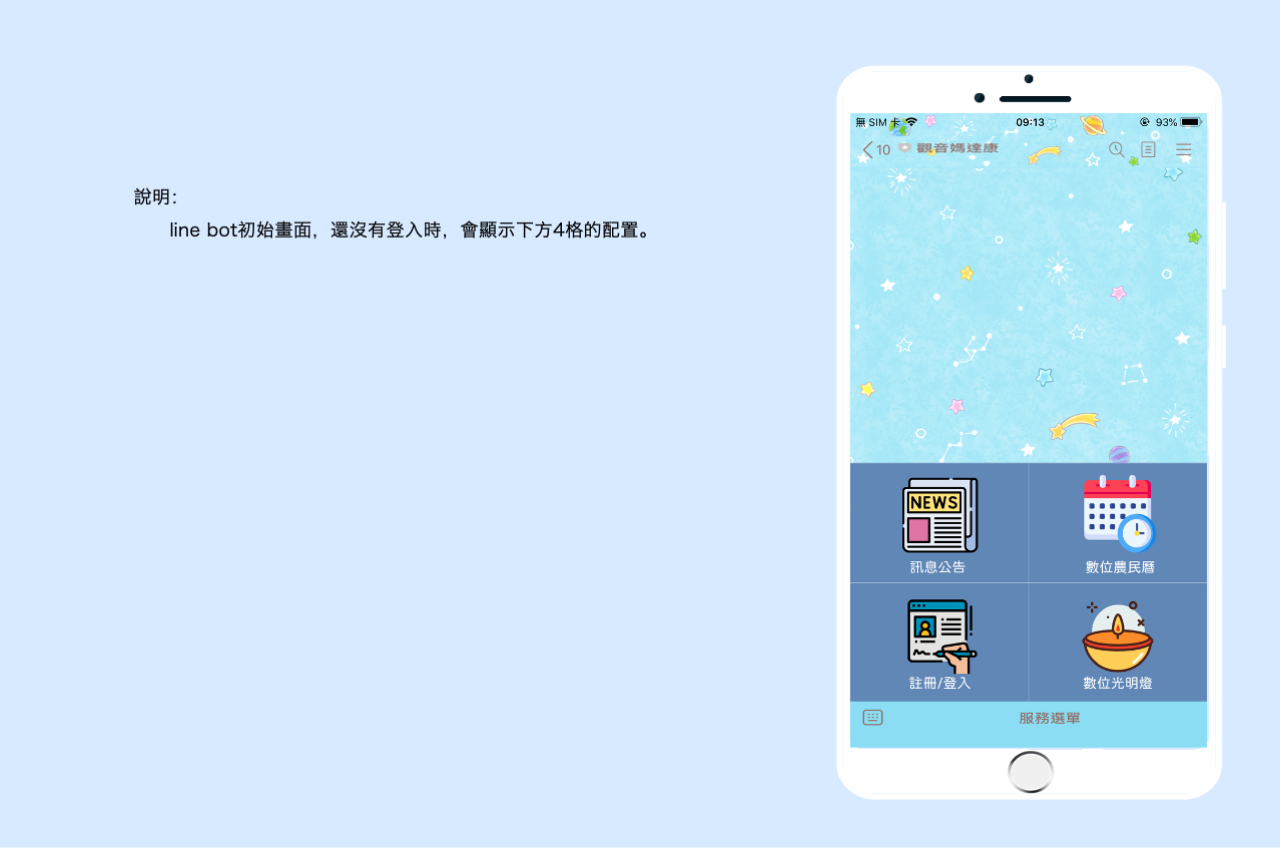 說明：
line bot初始畫面，還沒有登入時，會顯示下方4格的配置。
無 SIM 卡 09:13 93%
10 觀音媽達康
NEWS
訊息公告 數位農民曆
註冊/登入 數位光明燈
服務選單